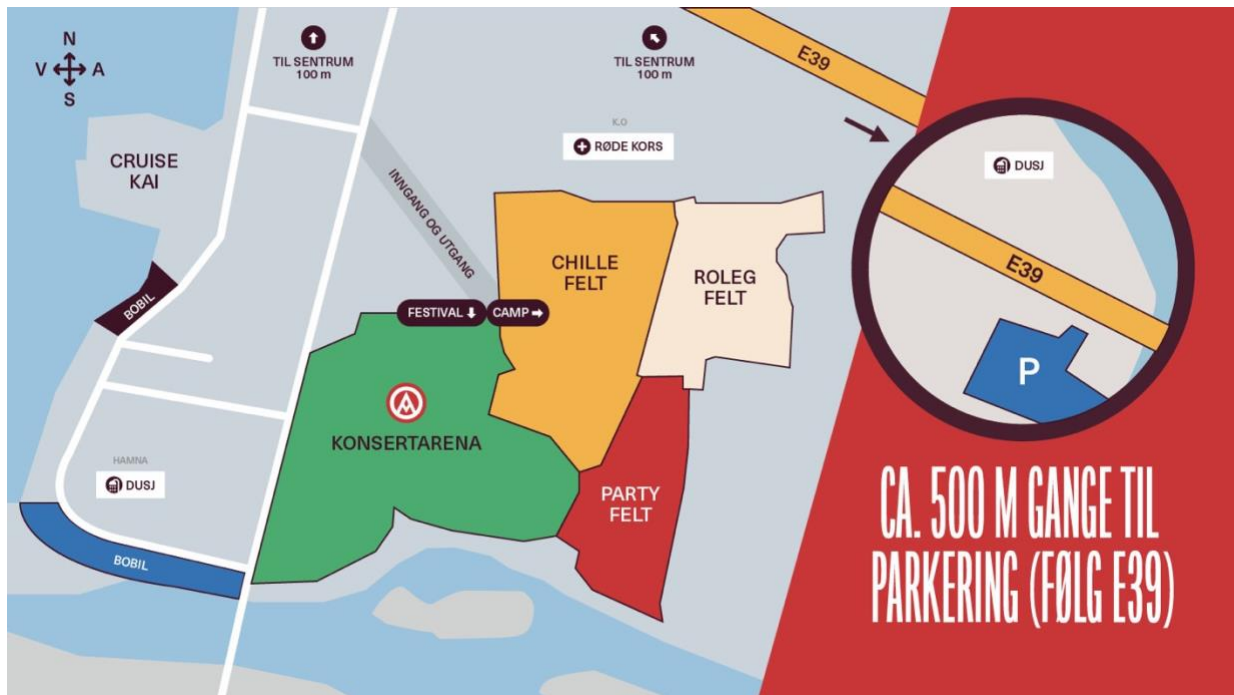 N
V A
S
TIL SENTRUM
100 m
TIL SENTRUM
100 m
E39
CRUISE
KAI
K.O
RØDE KORS
DUSJ
INNGANG OG UTGANG
CHILLE
FELT
ROLEG
FELT
E39
BOBIL
FESTIVAL
CAMP
P
KONSERTARENA
HAMNA
DUSJ
PARTY
FELT
BOBIL
CA. 500 M GANGE TIL
PARKERING (FØLG E39)